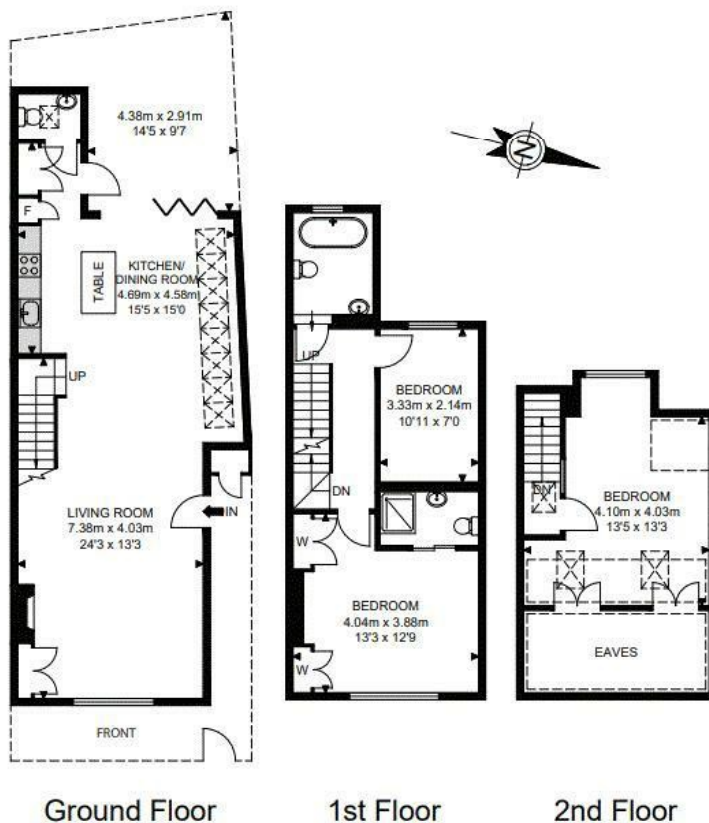 4.38m x 2.91m
14'5 x 9'7
F
TABLE
KITCHEN/
DINING ROOM
4.69m x 4.58m
15'5 x 15'0
UP
LIVING ROOM
7.38m x 4.03m
24'3 x 13'3
IN
FRONT
Ground Floor
N
UP
BEDROOM
3.33m x 2.14m
10'11 x 7'0
DN
W
BEDROOM
4.04m x 3.88m
13'3 x 12'9
W
1st Floor
DN
BEDROOM
4.10m x 4.03m
13'5 x 13'3
EAVES
2nd Floor